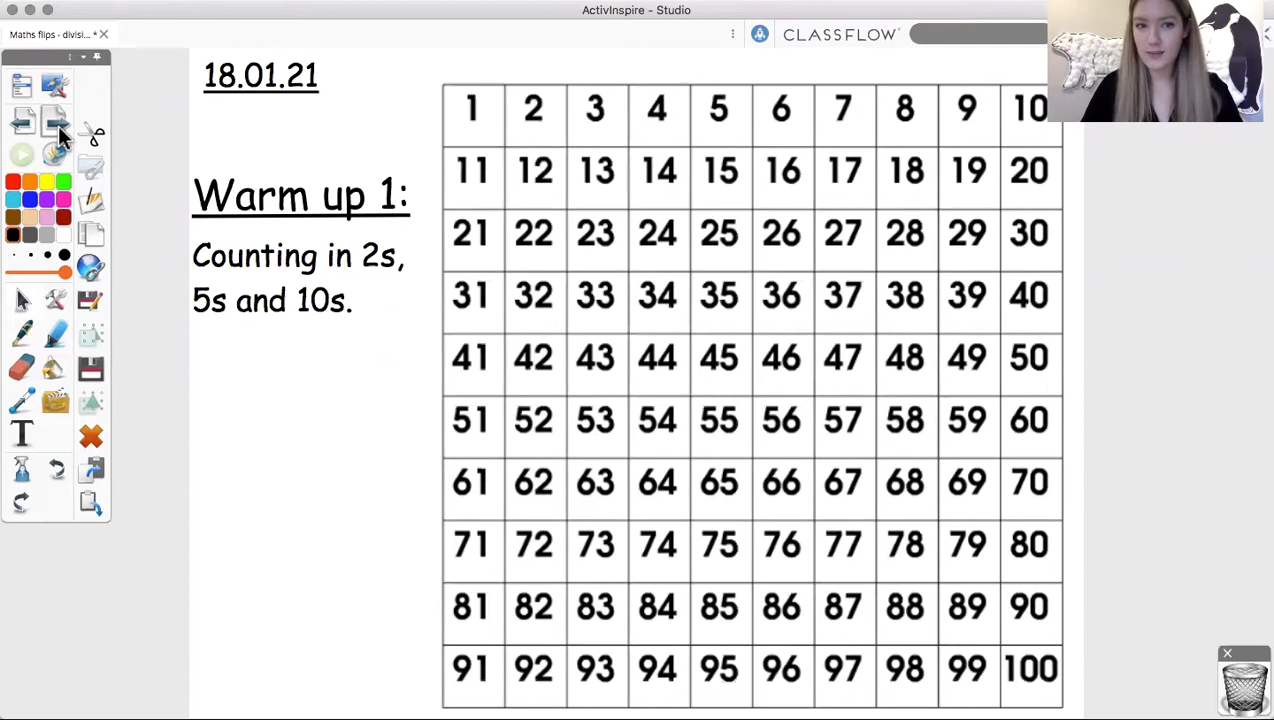 ActivInspire - Studio
Maths flips - divisi...*
CLASSFLOW™
18.01.21
Warm up 1:
Counting in 2s,
5s and 10s.
1 2 3 4 5 6 7 8 9 10
11 12 13 14 15 16 17 18 19 20
21 22 23 24 25 26 27 28 29 30
31 32 33 34 35 36 37 38 39 40
41 42 43 44 45 46 47 48 49 50
51 52 53 54 55 56 57 58 59 60
61 62 63 64 65 66 67 68 69 70
71 72 73 74 75 76 77 78 79 80
81 82 83 84 85 86 87 88 89 90
91 92 93 94 95 96 97 98 99 100